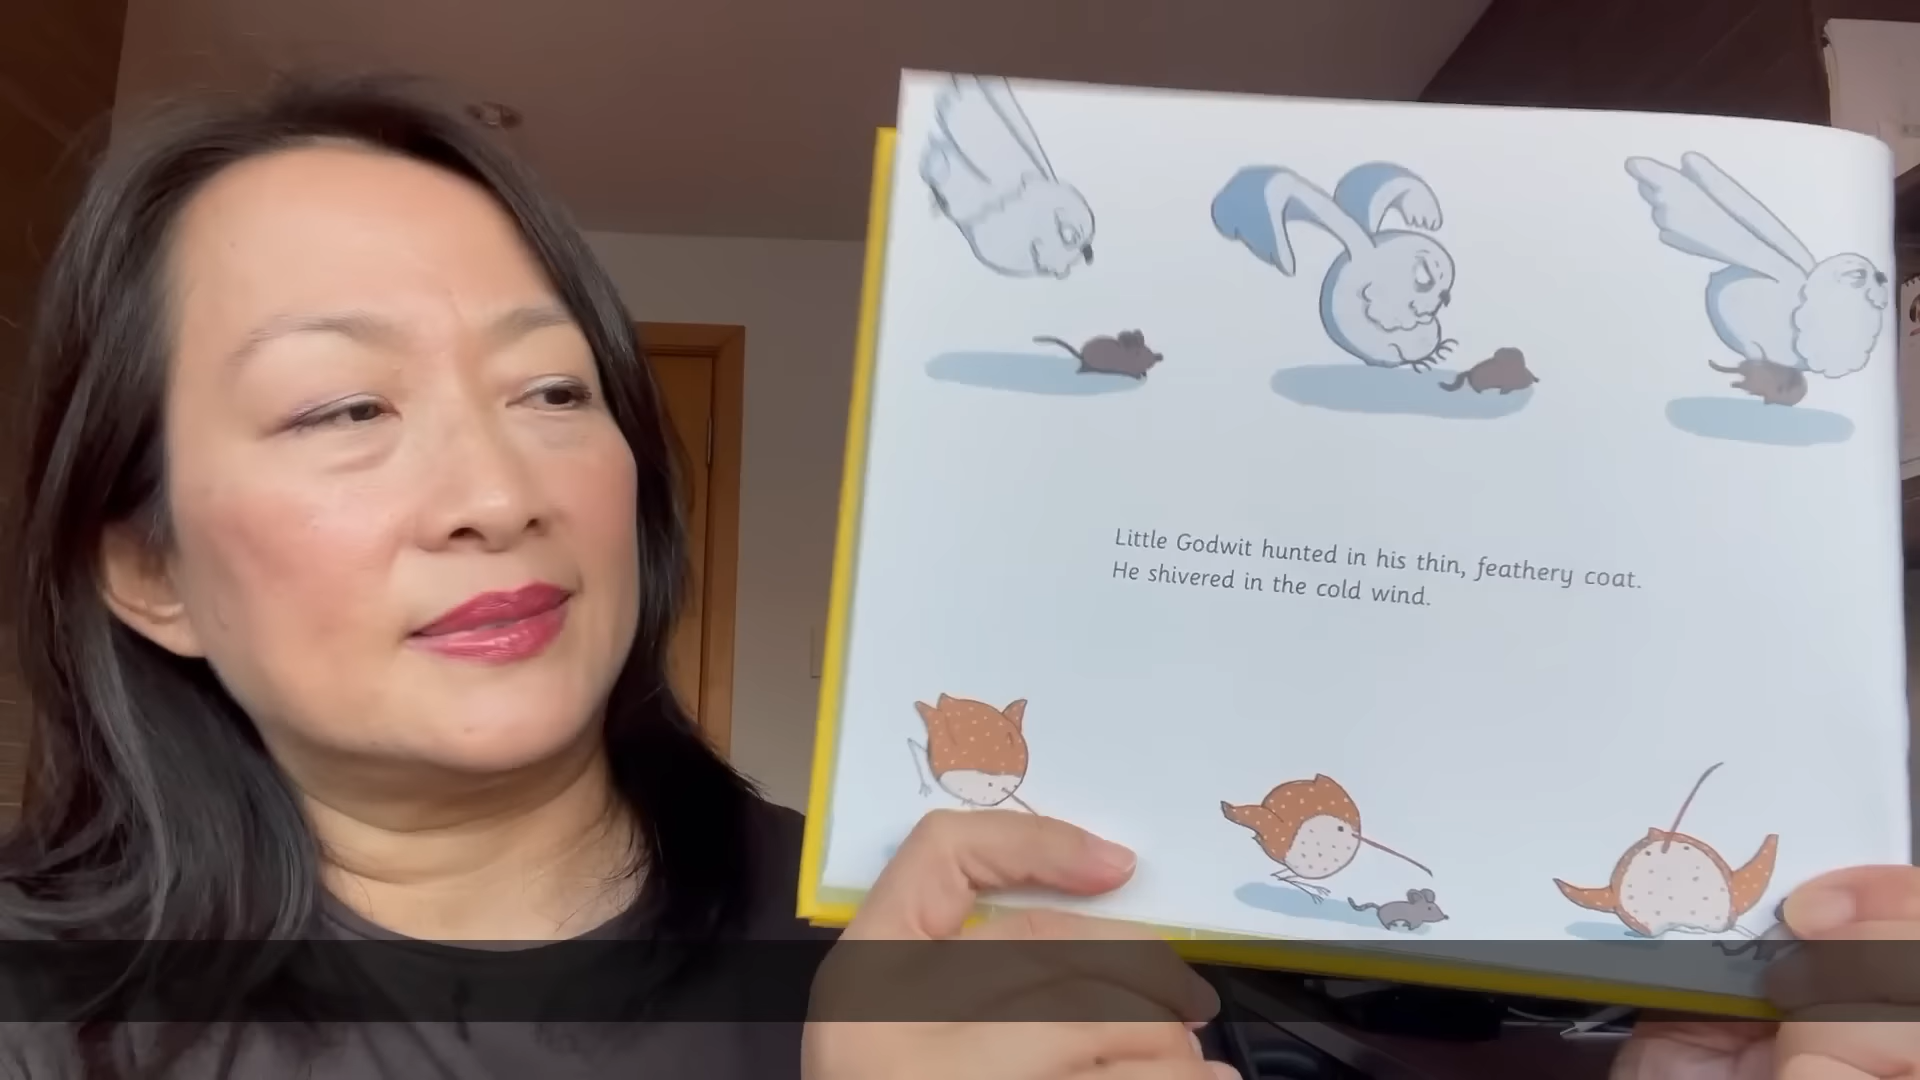 Little Godwit hunted in his thin, feathery coat.
He shivered in the cold wind.